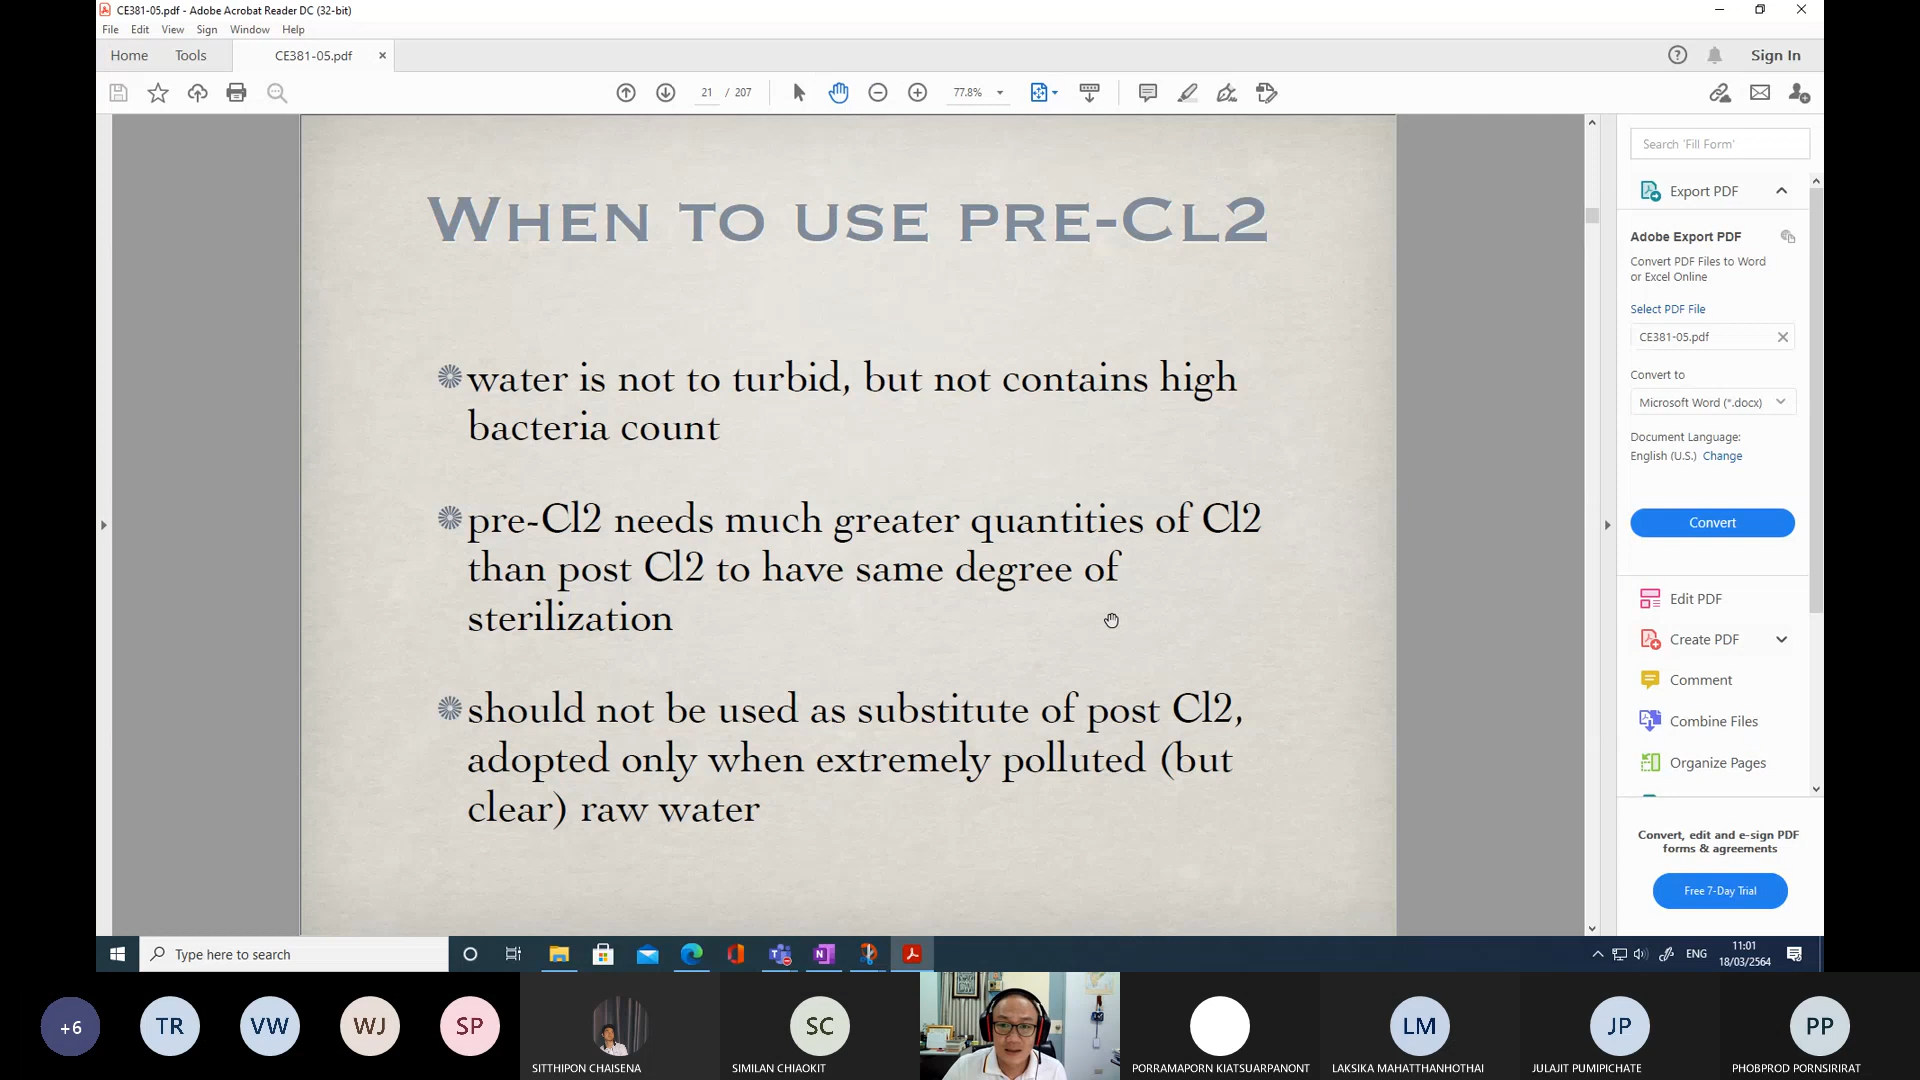 CE381-05.pdf - Adobe Acrobat Reader DC (32-bit)
File Edit View Sign Window Help
Home Tools CE381-05.pdf ×
Sign In
21 / 207 77.8%
WHEN TO USE PRE-CL2
water is not to turbid, but not contains high
bacteria count
pre-Cl2 needs much greater quantities of Cl2
than post Cl2 to have same degree of
sterilization
should not be used as substitute of post Cl2,
adopted only when extremely polluted (but
clear) raw water
Search 'Fill Form'
Export PDF
Adobe Export PDF
Convert PDF Files to Word
or Excel Online
Select PDF File
CE381-05.pdf
Convert to
Microsoft Word (*.docx)
Document Language:
English (U.S.) Change
Convert
Edit PDF
Create PDF
Comment
Combine Files
Organize Pages
Convert, edit and e-sign PDF
forms & agreements
Free 7-Day Trial
Type here to search
ENG
11:01
18/03/2564
+6 TR VW WJ SP SC LM JP PP
SITTHIPON CHAISENA SIMILAN CHIAOKIT PORRAMAPORN KIATSUARPANONT LAKSIKA MAHATTHANHOTHAI JULAJIT PUMIPICHATE PHOBPROD PORNSIRIRAT